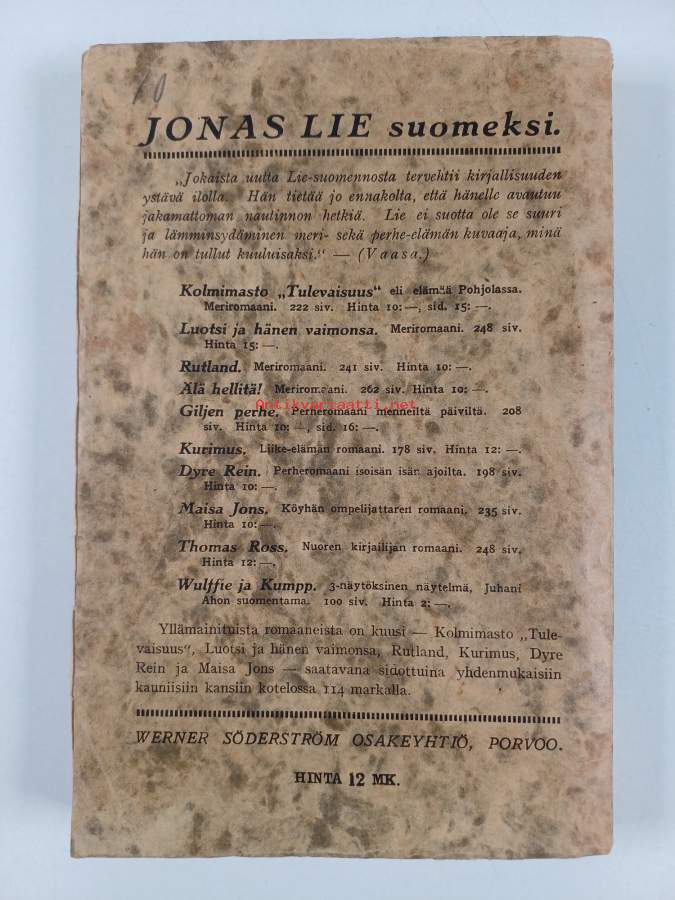 10
JONAS LIE suomeksi.
„Jokaista uutta Lie-suomennosta tervehtii kirjallisuuden
ystävä ilolla. Hän tietää jo ennakolta, että hänelle avautuu
jakamattoman nautinnon hetkiä. Lie ei suotta ole se suuri
ja lämminsydäminen meri- sekä perhe-elämän kuvaaja, minä
hän on tullut kuuluisaksi.“ — (Vaasa.)
Kolmimasto „Tulevaisuus“ eli elämää Pohjolassa.
Meriromaani. 222 siv. Hinta 10: —, sid. 15: —.
Luotsi ja hänen vaimonsa. Meriromaani. 248 siv.
Hinta 15: —.
Rutland. Meriromaani. 241 siv. Hinta 10: —.
Älä hellitä! Meriromaani. 262 siv. Hinta 10: —.
Antikvariaatti.net
Giljen perhe. Perheromaani menneiltä päiviltä. 208
siv. Hinta 10: —, sid. 16: —.
Kurimus. Liike-elämän romaani. 178 siv. Hinta 12: —.
Dyre Rein. Perheromaani isoisän isän ajoilta. 198 siv.
Hinta 10: —.
Maisa Jons. Köyhän ompelijattaren romaani. 235 siv.
Hinta 10: —.
Thomas Ross. Nuoren kirjailijan romaani. 248 siv.
Hinta 12: —.
Wulffie ja Kumpp. 3-näytöksinen näytelmä, Juhani
Ahon suomentama. 100 siv. Hinta 2: —.
Yllämainituista romaaneista on kuusi — Kolmimasto „Tule-
vaisuus“, Luotsi ja hänen vaimonsa, Rutland, Kurimus, Dyre
Rein ja Maisa Jons — saatavana sidottuina yhdenmukaisiin
kauniisiin kansiin kotelossa 114 markalla.
WERNER SÖDERSTRÖM OSAKEYHTIÖ, PORVOO.
HINTA 12 MK.